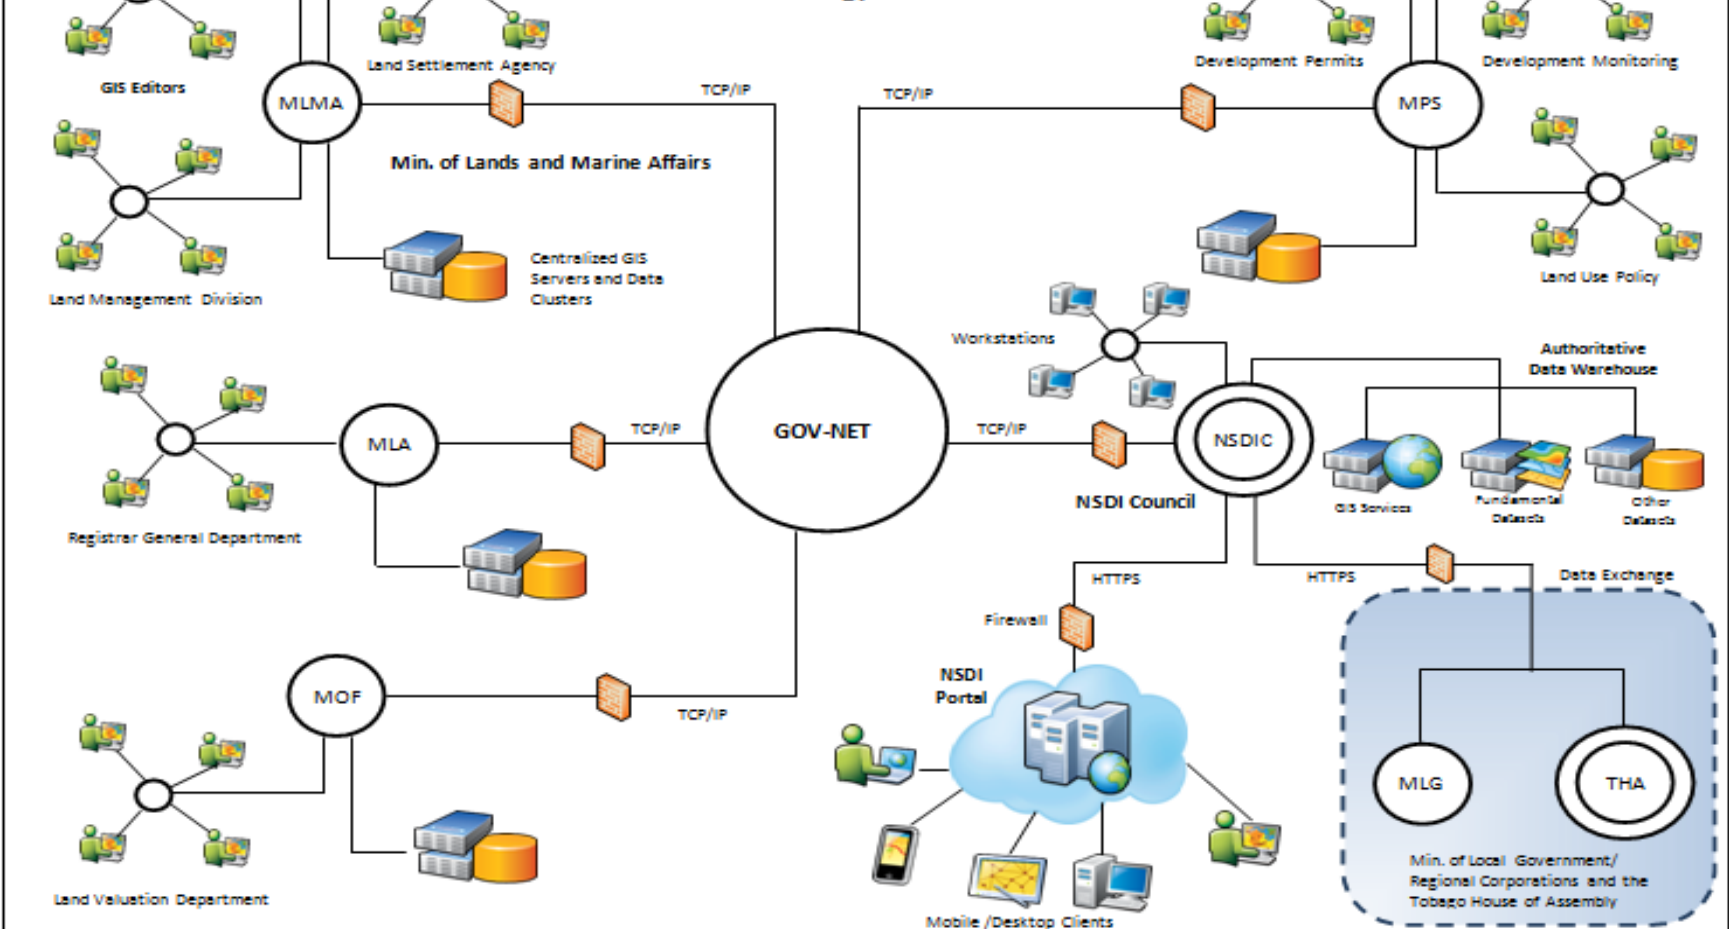 GIS Editors
Land Settlement Agency
Development Permits
Development Monitoring
MLMA
TCP/IP
TCP/IP
MPS
Min. of Lands and Marine Affairs
Land Management Division
Centralized GIS
Servers and Data
Clusters
Land Use Policy
Workstations
Authoritative
Data Warehouse
MLA
TCP/IP
GOV-NET
TCP/IP
NSDIC
NSDI Council
GIS Services
Fundamental
Datasets
Other
Datasets
Registrar General Department
HTTPS
HTTPS
Data Exchange
Firewall
NSDI
Portal
MOF
TCP/IP
MLG
THA
Land Valuation Department
Mobile /Desktop Clients
Min. of Local Government/
Regional Corporations and the
Tobago House of Assembly